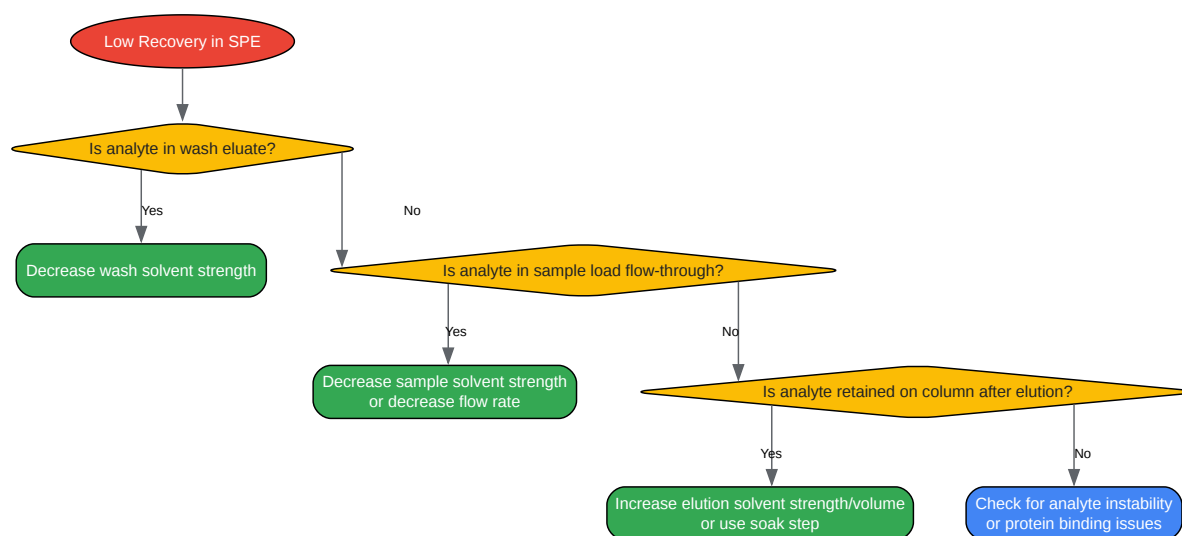 Low Recovery in SPE
Is analyte in wash eluate?
Yes
No
Decrease wash solvent strength
Is analyte in sample load flow-through?
Yes
No
Decrease sample solvent strength
or decrease flow rate
Is analyte retained on column after elution?
Yes
No
Increase elution solvent strength/volume
or use soak step
Check for analyte instability
or protein binding issues